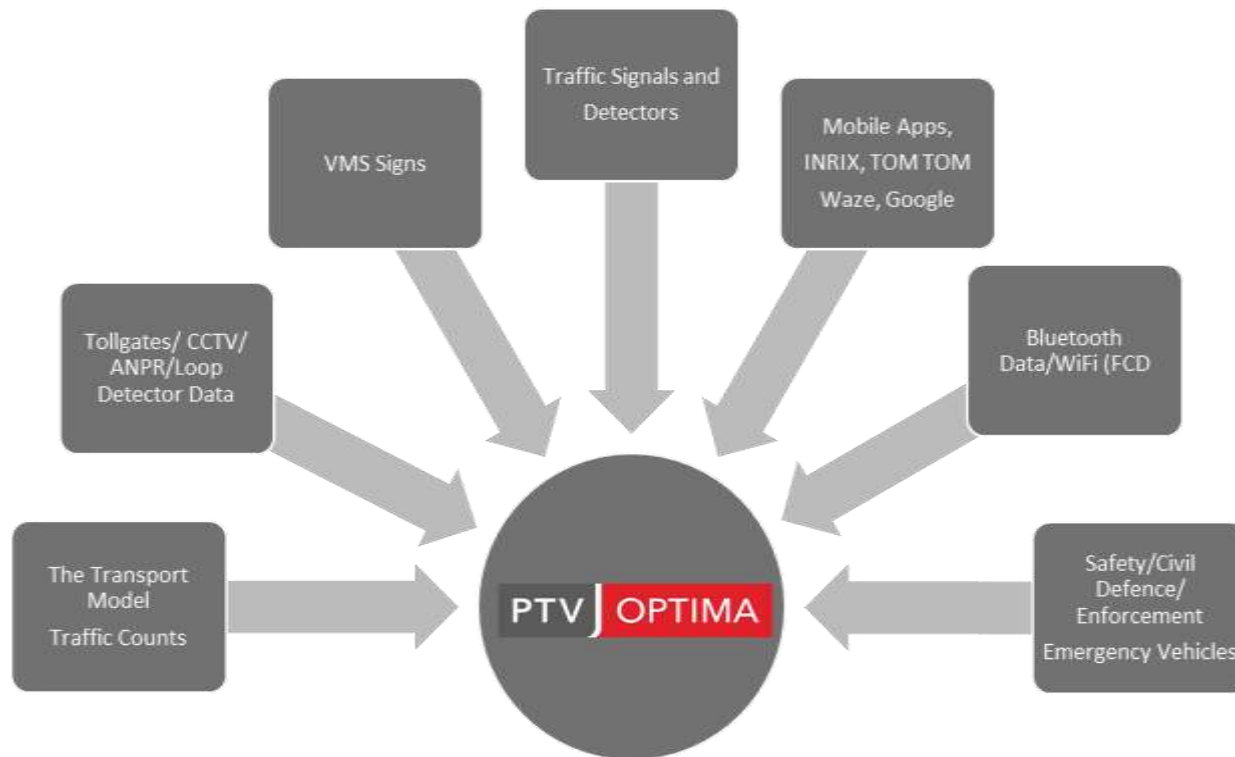 The Transport
Model
Traffic Counts
Tollgates/ CCTV/
ANPR/Loop
Detector Data
VMS Signs
Traffic Signals and
Detectors
Mobile Apps,
INRIX, TOM TOM
Waze, Google
Bluetooth
Data/WiFi (FCD
Safety/Civil
Defence/
Enforcement
Emergency Vehicles
PTV OPTIMA